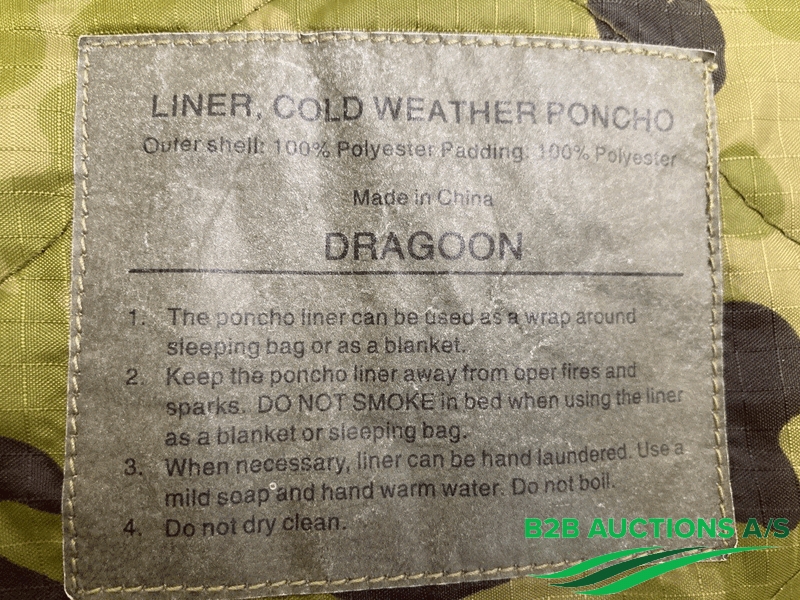 LINER, COLD WEATHER PONCHO
Outer shell: 100% Polyester Padding: 100% Polyester
Made in China
DRAGOON
1. The poncho liner can be used as a wrap around
sleeping bag or as a blanket.
2. Keep the poncho liner away from open fires and
sparks. DO NOT SMOKE in bed when using the liner
as a blanket or sleeping bag.
3. When necessary, liner can be hand laundered. Use a
mild soap and hand warm water. Do not boil.
4. Do not dry clean.
B2B AUCTIONS A/S